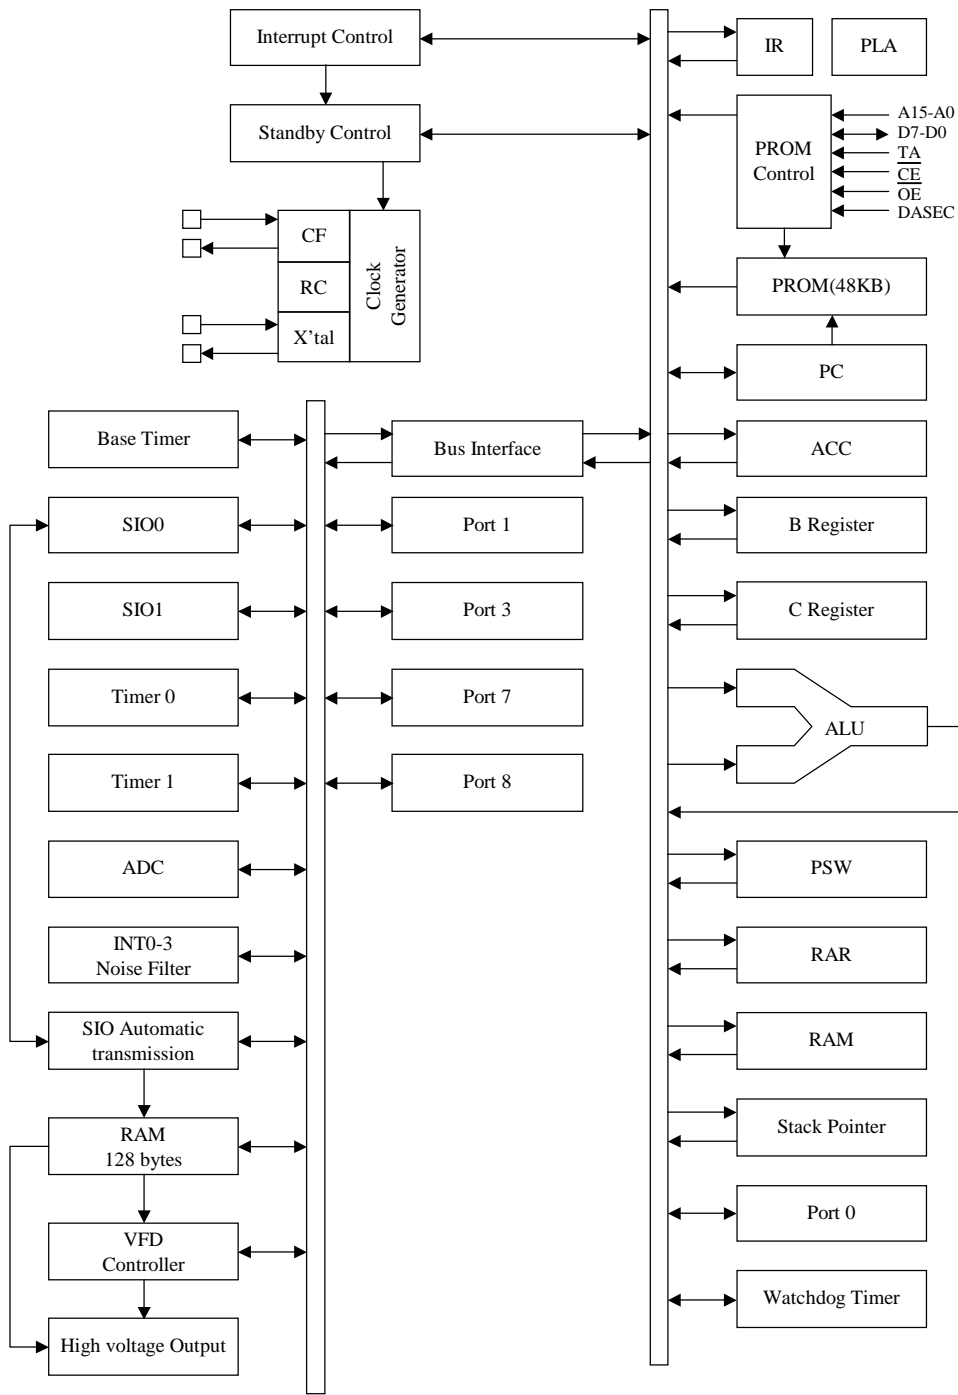 Interrupt Control
IR
PLA
Standby Control
PROM
Control
A15-A0
D7-D0
TA
CE
OE
DASEC
CF
RC
X'tal
Clock
Generator
PROM(48KB)
PC
Base Timer
Bus Interface
ACC
SIO0
Port 1
B Register
SIO1
Port 3
C Register
Timer 0
Port 7
ALU
Timer 1
Port 8
ADC
PSW
INT0-3
Noise Filter
RAR
SIO Automatic
transmission
RAM
RAM
128 bytes
Stack Pointer
Port 0
VFD
Controller
Watchdog Timer
High voltage Output